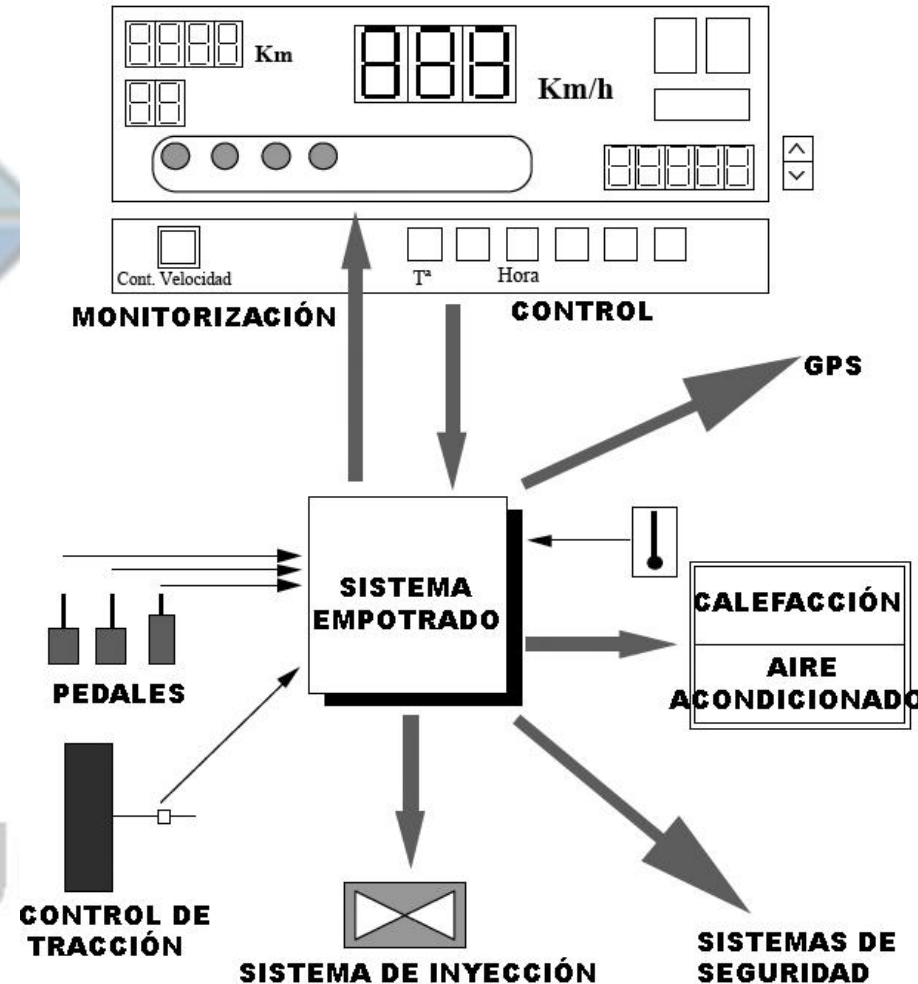 Km
Km/h
Cont. Velocidad
Tª
Hora
MONITORIZACIÓN
CONTROL
GPS
SISTEMA
EMPOTRADO
CALEFACCIÓN
AIRE
ACONDICIONADO
PEDALES
CONTROL DE
TRACCIÓN
SISTEMA DE INYECCIÓN
SISTEMAS DE
SEGURIDAD